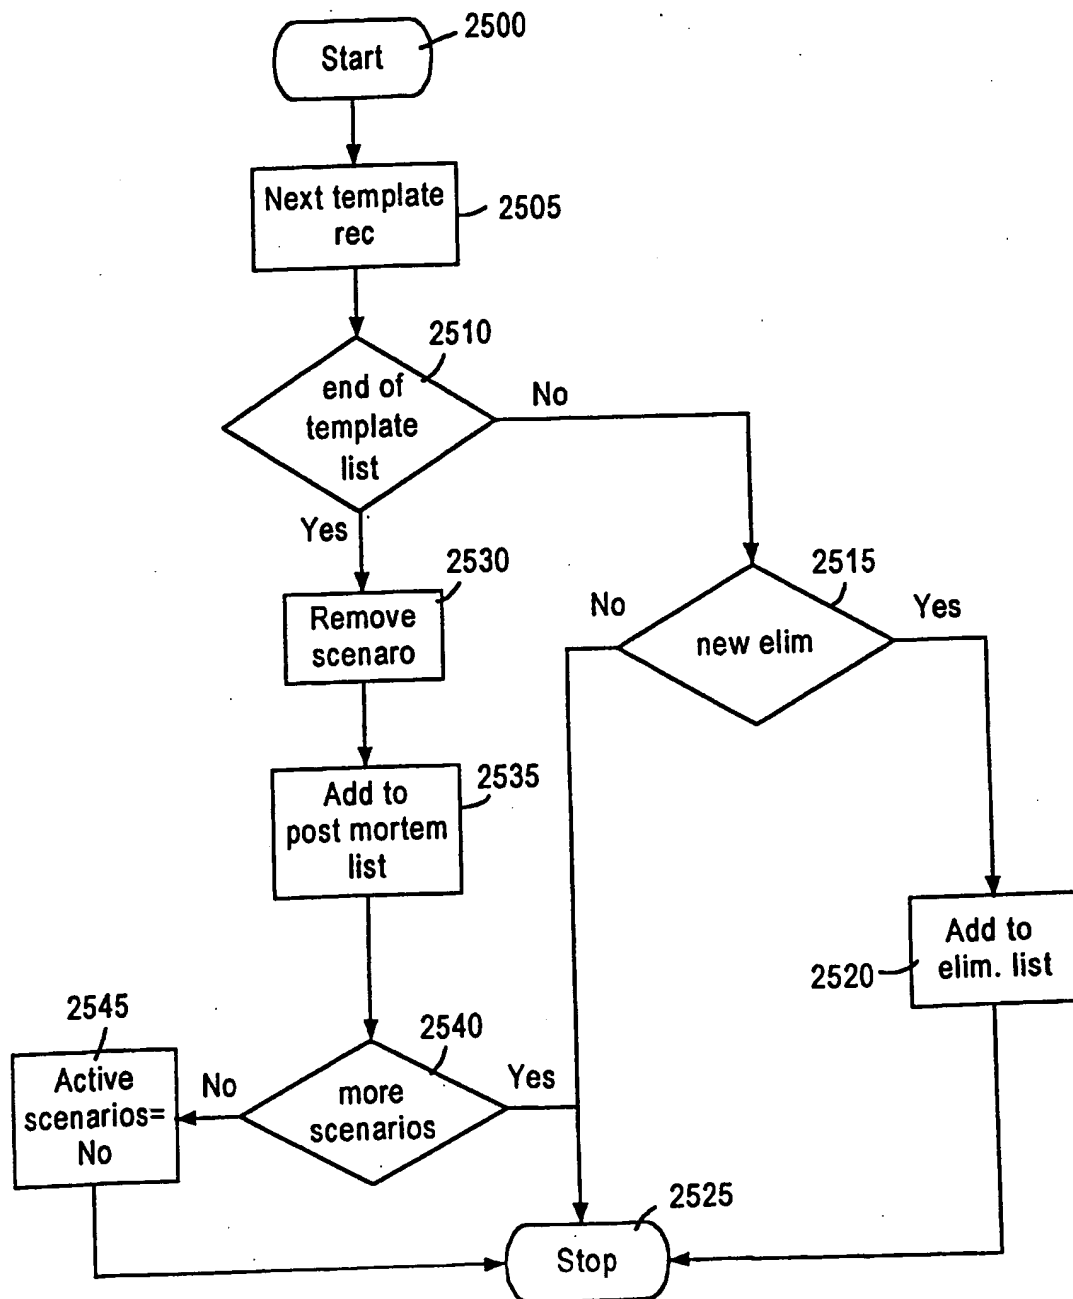 2500
Start
Next template
rec
2505
2510
end of
template
list
No
Yes
2530
Remove
scenaro
2515
No
Yes
new elim
2535
Add to
post mortem
list
Add to
elim. list
2520
2545
Active
scenarios=
No
No
2540
more
scenarios
Yes
2525
Stop